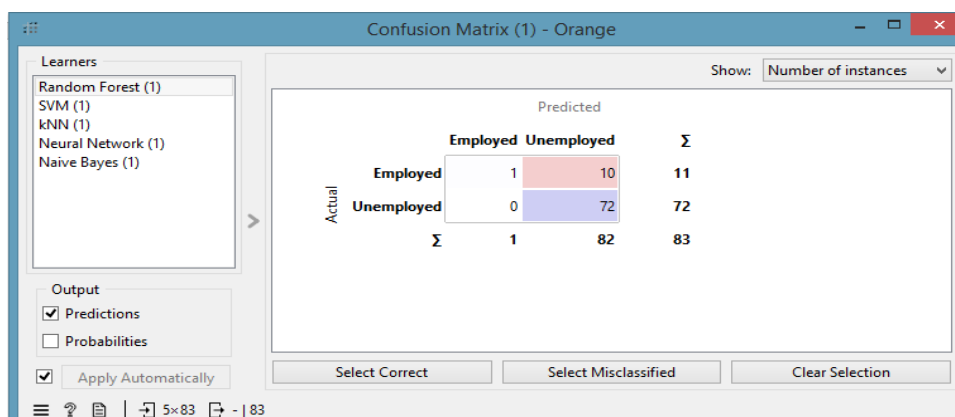 Confusion Matrix (1) - Orange
Learners
Random Forest (1)
SVM (1)
kNN (1)
Neural Network (1)
Naive Bayes (1)
Output
Predictions
Probabilities
Apply Automatically
Show: Number of instances
Predicted
Employed Unemployed Σ
Actual
Employed 1 10 11
Unemployed 0 72 72
Σ 1 82 83
Select Correct Select Misclassified Clear Selection
? 5×83 - | 83